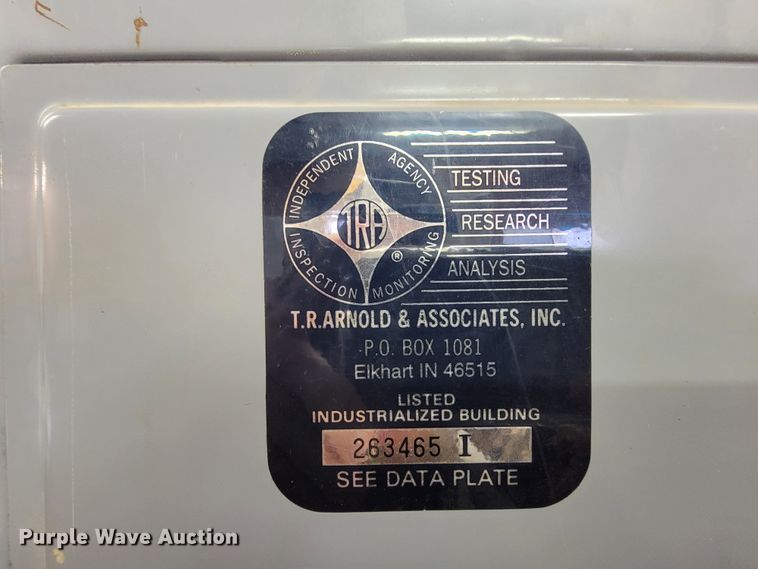 INDEPENDENT AGENCY
INSPECTION MONITORING
TRA
®
TESTING
RESEARCH
ANALYSIS
T.R.ARNOLD & ASSOCIATES, INC.
P.O. BOX 1081
Elkhart IN 46515
LISTED
INDUSTRIALIZED BUILDING
263465 I
SEE DATA PLATE
Purple Wave Auction